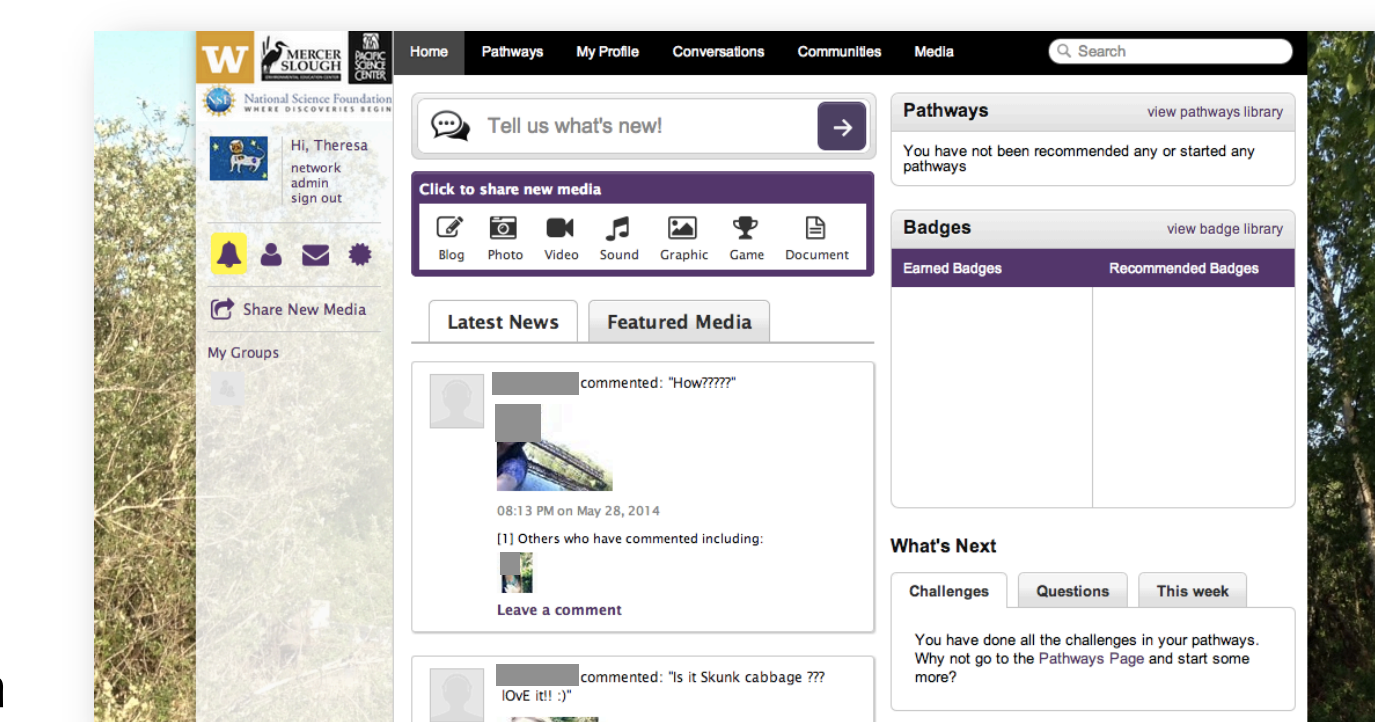 W
MERCER
SLOUGH
ENVIRONMENTAL EDUCATION CENTER
PACIFIC
SCIENCE
CENTER
NSF
National Science Foundation
WHERE DISCOVERIES BEGIN
Hi, Theresa
network
admin
sign out
Share New Media
My Groups
Home Pathways My Profile Conversations Communities Media Search
Tell us what's new!
Click to share new media
Blog Photo Video Sound Graphic Game Document
Latest News Featured Media
commented: "How?????"
08:13 PM on May 28, 2014
[1] Others who have commented including:
Leave a comment
commented: "Is it Skunk cabbage ???
lOvE it!! :)"
Pathways view pathways library
You have not been recommended any or started any
pathways
Badges view badge library
Earned Badges Recommended Badges
What's Next
Challenges Questions This week
You have done all the challenges in your pathways.
Why not go to the Pathways Page and start some
more?